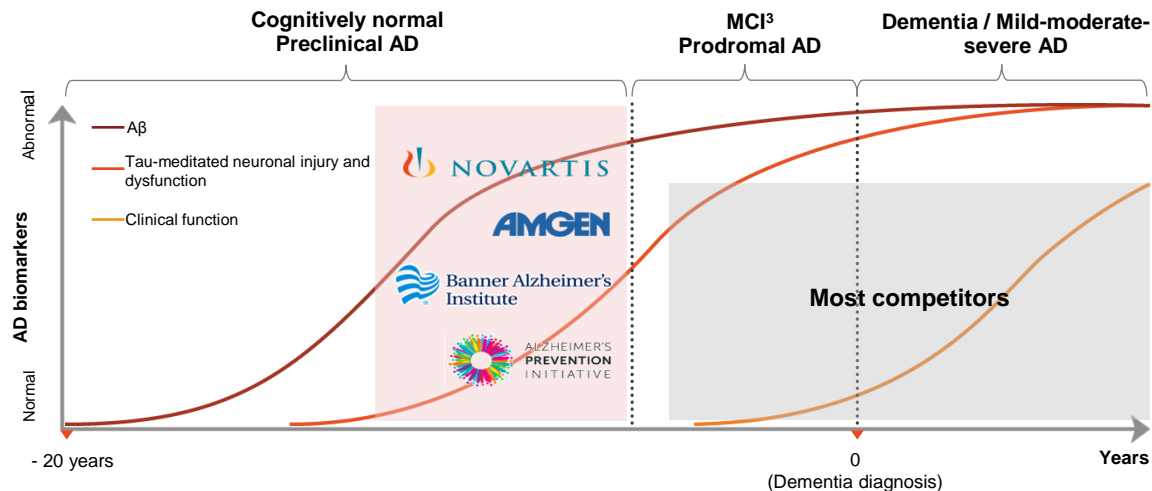 Cognitively normal
Preclinical AD
MCI³
Prodromal AD
Dementia / Mild-moderate-
severe AD
Abnormal
Normal
AD biomarkers
Aβ
Tau-meditated neuronal injury and
dysfunction
Clinical function
NOVARTIS
AMGEN
Banner Alzheimer's
Institute
ALZHEIMER'S
PREVENTION
INITIATIVE
Most competitors
- 20 years
0
(Dementia diagnosis)
Years